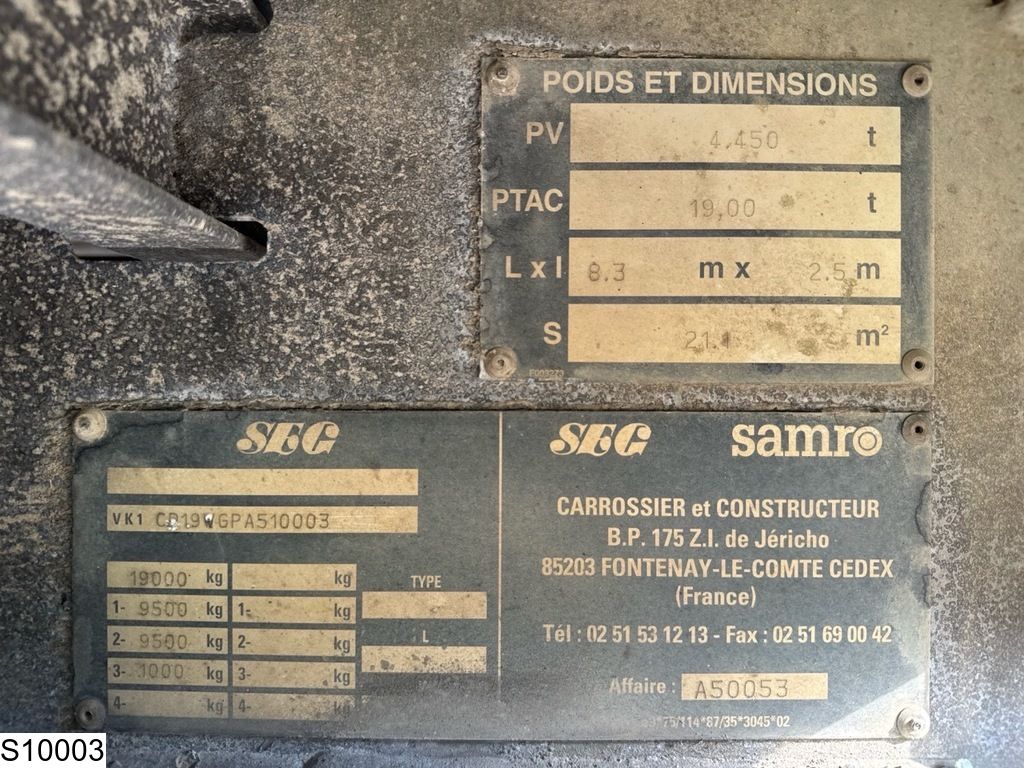 POIDS ET DIMENSIONS
PV 4.450 t
PTAC 19,00 t
L x l 8.3 m x 2.5 m
S 21.1 m²
SEG
VK1
19000 kg kg
1- 9500 kg 1- kg
2- 9500 kg 2- kg
3- 1000 kg 3- kg
4- kg 4- kg
TYPE
L
SEG samro
CARROSSIER et CONSTRUCTEUR
B.P. 175 Z.I. de Jéricho
85203 FONTENAY-LE-COMTE CEDEX
(France)
Tél : 02 51 53 12 13 - Fax : 02 51 69 00 42
Affaire : A50053
S10003